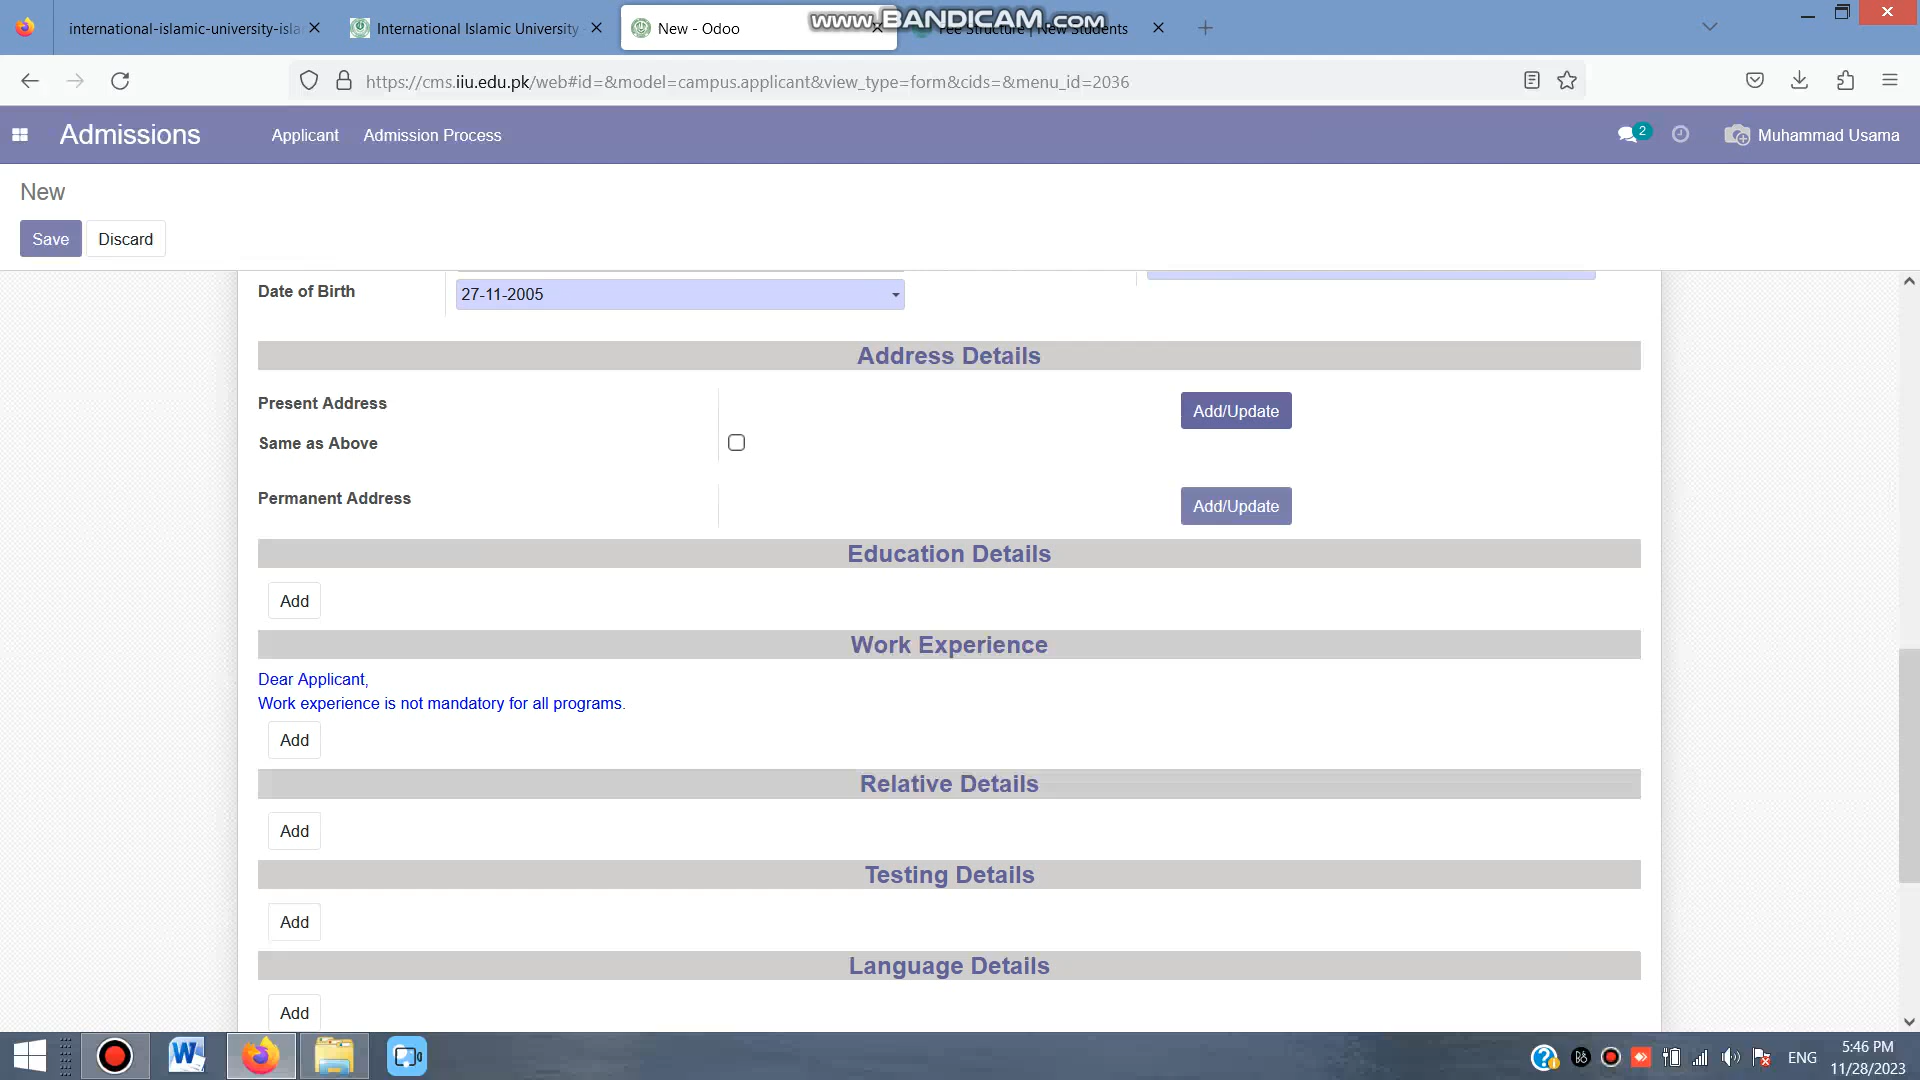 www.BANDICAM.com
international-islamic-university-isla
International Islamic University
New - Odoo
Fee Structure | New Students
https://cms.iiu.edu.pk/web#id=&model=campus.applicant&view_type=form&cids=&menu_id=2036
Admissions
Applicant
Admission Process
2
Muhammad Usama
New
Save
Discard
Date of Birth
27-11-2005
Address Details
Present Address
Add/Update
Same as Above
Permanent Address
Add/Update
Education Details
Add
Work Experience
Dear Applicant,
Work experience is not mandatory for all programs.
Add
Relative Details
Add
Testing Details
Add
Language Details
Add
ENG
5:46 PM
11/28/2023